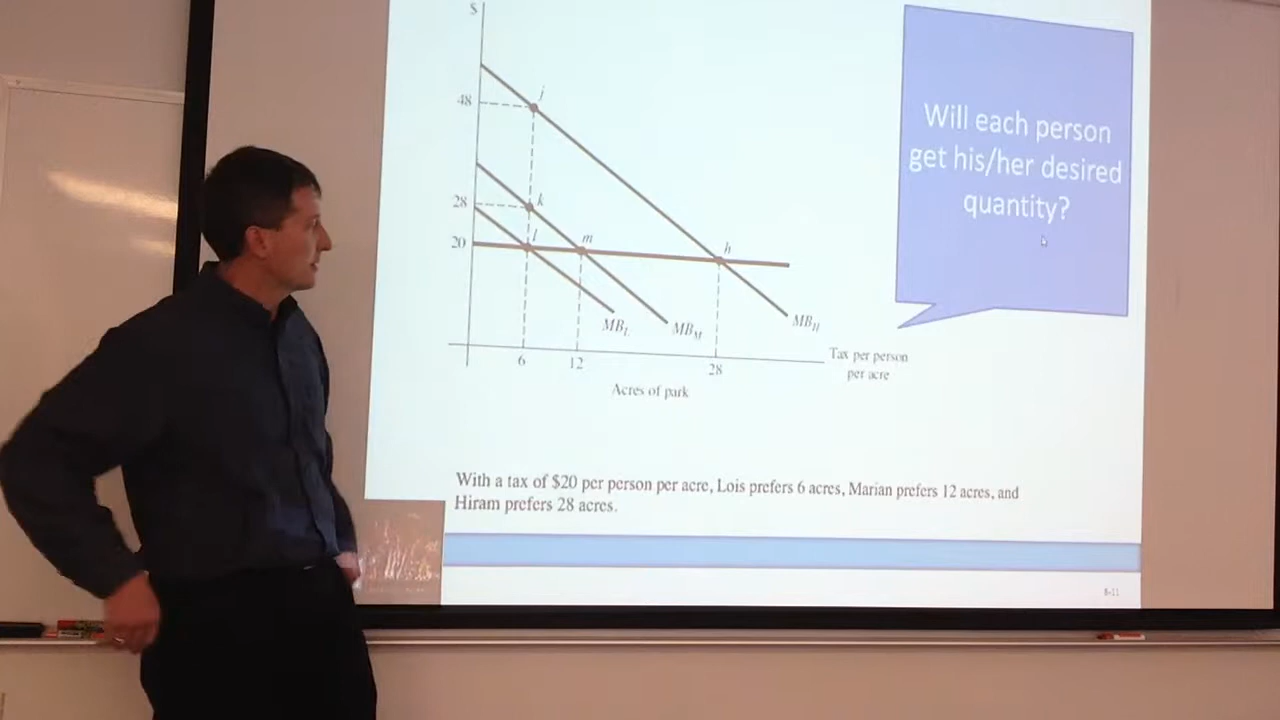 $
48
j
28
k
20
l
m
h
MB_L
MB_M
MB_H
6
12
28
Tax per person
per acre
Acres of park
Will each person
get his/her desired
quantity?
With a tax of $20 per person per acre, Lois prefers 6 acres, Marian prefers 12 acres, and
Hiram prefers 28 acres.
8-11